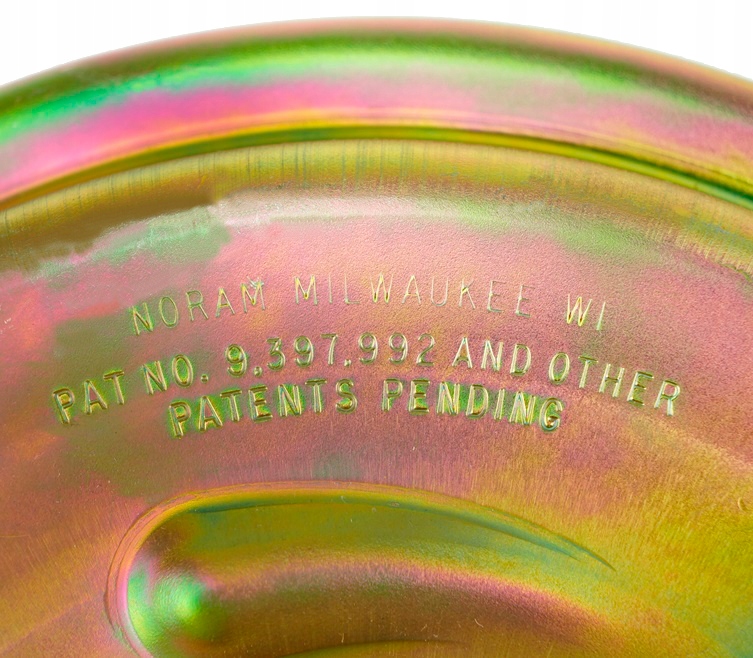 NORAM MILWAUKEE WI
PAT NO. 9,397,992 AND OTHER
PATENTS PENDING